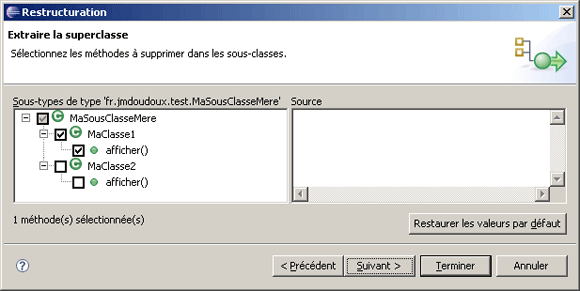 Restructuration
Extraire la superclasse
Sélectionnez les méthodes à supprimer dans les sous-classes.
Sous-types de type 'fr.jmdoudoux.test.MaSousClasseMere'
Source
MaSousClasseMere
MaClasse1
afficher()
MaClasse2
afficher()
1 méthode(s) sélectionnée(s)
Restaurer les valeurs par défaut
< Précédent
Suivant >
Terminer
Annuler